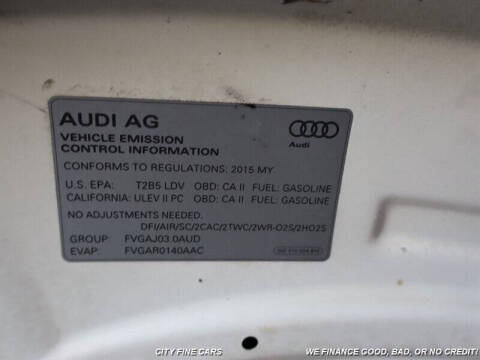 AUDI AG
VEHICLE EMISSION
CONTROL INFORMATION
Audi
CONFORMS TO REGULATIONS: 2015 MY
U.S. EPA: T2B5 LDV OBD: CA II FUEL: GASOLINE
CALIFORNIA: ULEV II PC OBD: CA II FUEL: GASOLINE
NO ADJUSTMENTS NEEDED.
DFI/AIR/SC/2CAC/2TWC/2WR-O2S/2HO2S
GROUP: FVGAJ03.0AUD
EVAP: FVGAR0140AAC
CITY FINE CARS
WE FINANCE GOOD, BAD, OR NO CREDIT!